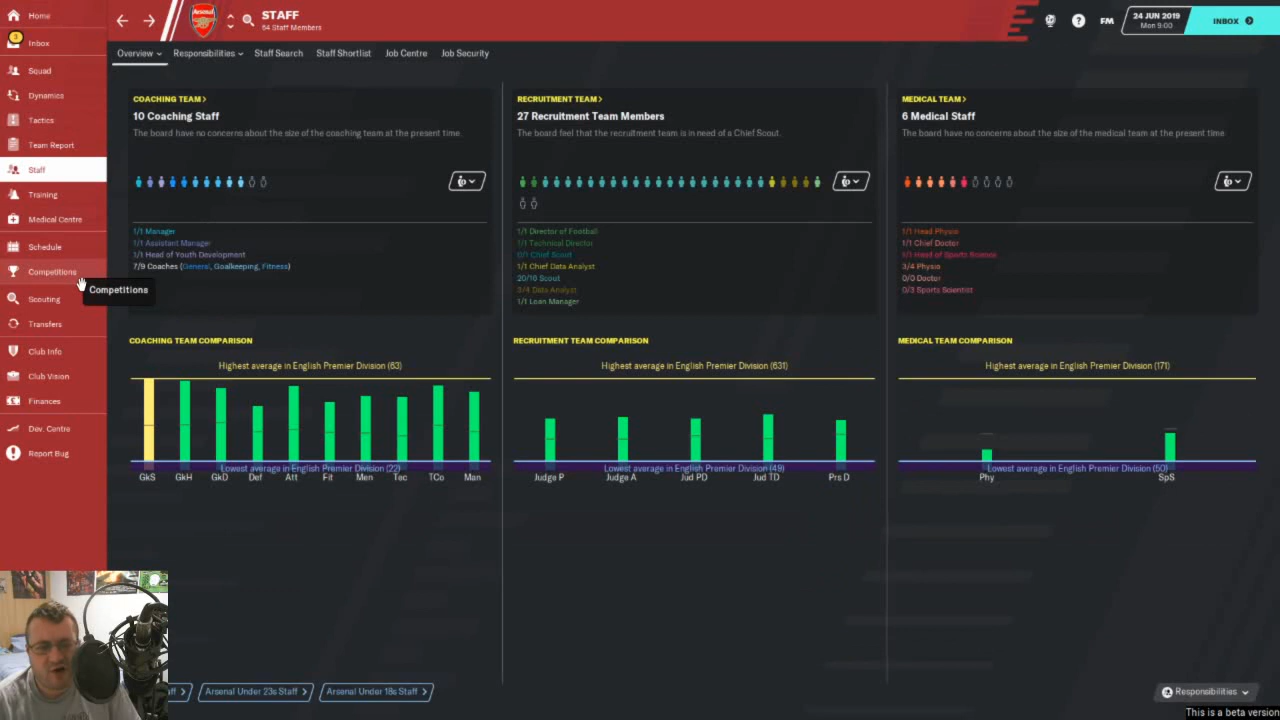 Home
3
Inbox
Squad
Dynamics
Tactics
Team Report
Staff
Training
Medical Centre
Schedule
Competitions
Competitions
Scouting
Transfers
Club Info
Club Vision
Finances
Dev. Centre
Report Bug
Arsenal
STAFF
64 Staff Members
?
FM
24 JUN 2019
Mon 9:00
INBOX
Overview
Responsibilities
Staff Search
Staff Shortlist
Job Centre
Job Security
COACHING TEAM >
10 Coaching Staff
The board have no concerns about the size of the coaching team at the present time.
1/1 Manager
1/1 Assistant Manager
1/1 Head of Youth Development
7/9 Coaches (General, Goalkeeping, Fitness)
RECRUITMENT TEAM >
27 Recruitment Team Members
The board feel that the recruitment team is in need of a Chief Scout.
1/1 Director of Football
1/1 Technical Director
0/1 Chief Scout
1/1 Chief Data Analyst
20/16 Scout
3/4 Data Analyst
1/1 Loan Manager
MEDICAL TEAM >
6 Medical Staff
The board have no concerns about the size of the medical team at the present time
1/1 Head Physio
1/1 Chief Doctor
1/1 Head of Sports Science
3/4 Physio
0/0 Doctor
0/3 Sports Scientist
COACHING TEAM COMPARISON
Highest average in English Premier Division (63)
Lowest average in English Premier Division (22)
GkS GkH GkD Def Att Fit Men Tec TCo Man
RECRUITMENT TEAM COMPARISON
Highest average in English Premier Division (631)
Lowest average in English Premier Division (49)
Judge P Judge A Jud PD Jud TD Prs D
MEDICAL TEAM COMPARISON
Highest average in English Premier Division (171)
Lowest average in English Premier Division (50)
Phy SpS
Arsenal Under 23s Staff >
Arsenal Under 18s Staff >
Responsibilities
This is a beta version